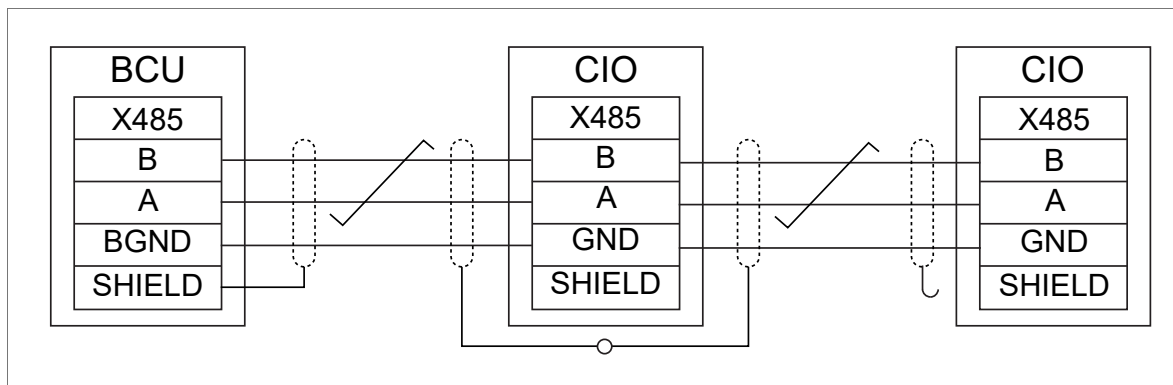 BCU
X485
B
A
BGND
SHIELD
CIO
X485
B
A
GND
SHIELD
CIO
X485
B
A
GND
SHIELD